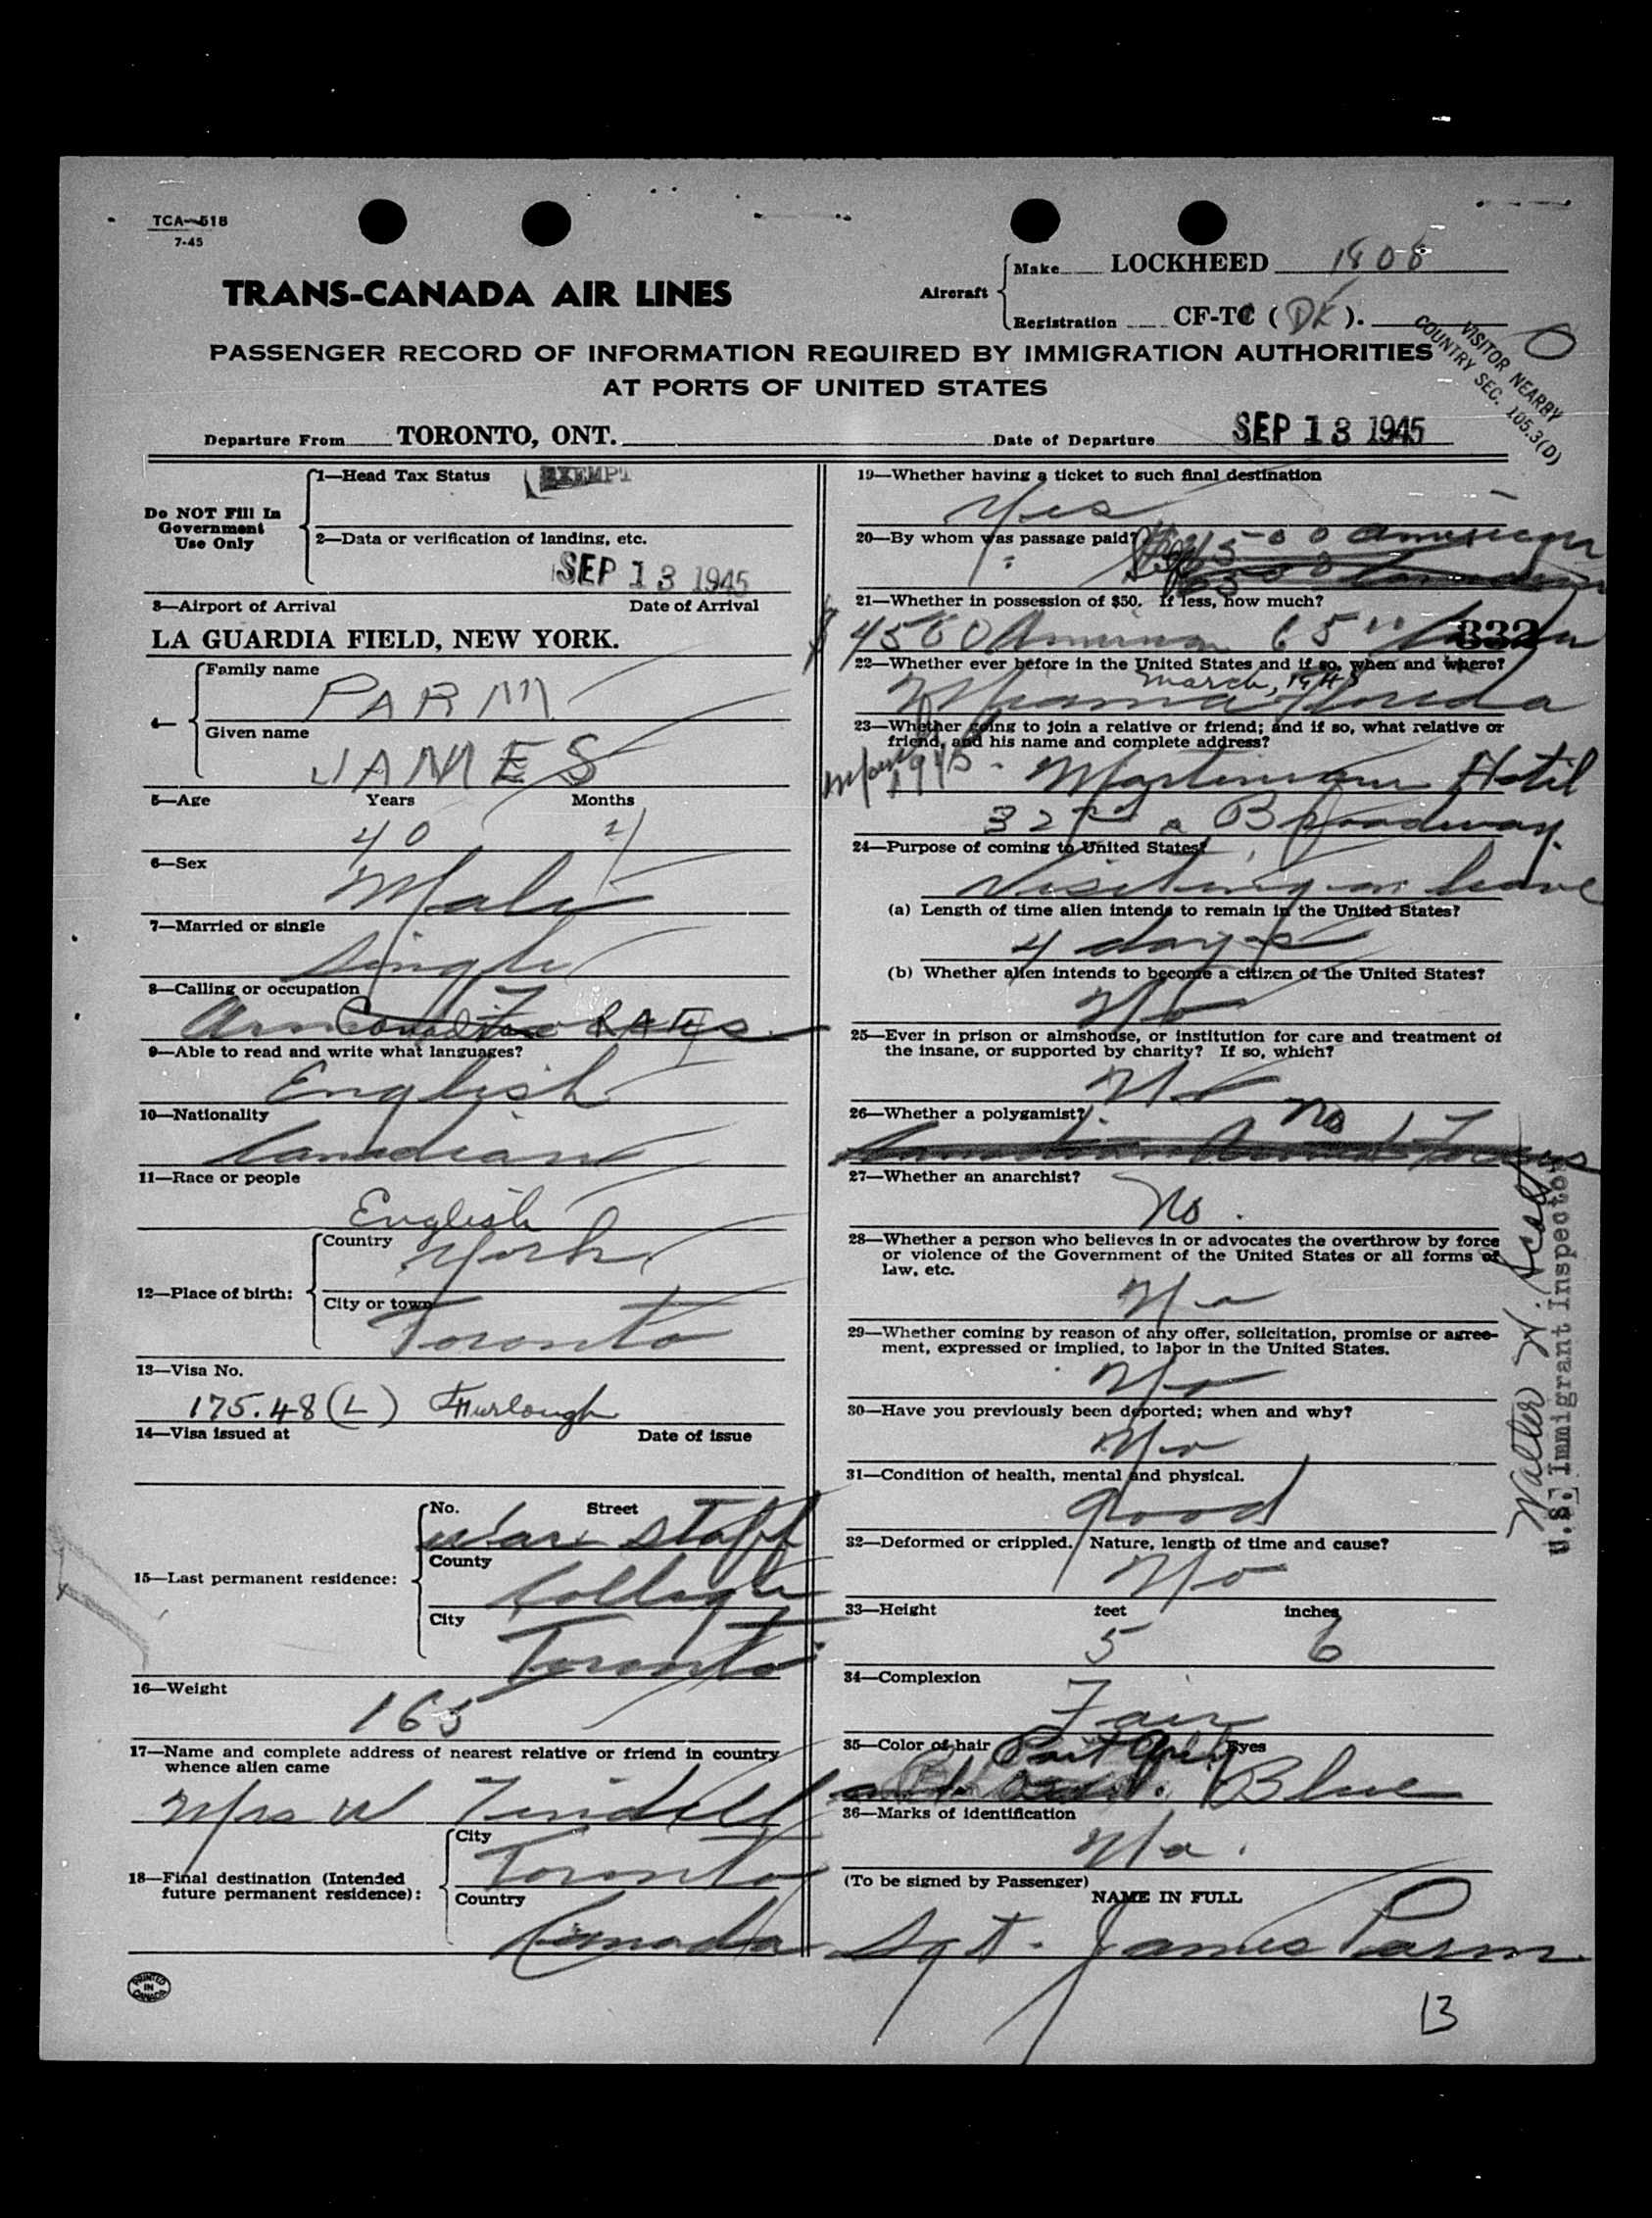 TCA-518
7-45
TRANS-CANADA AIR LINES
Aircraft
Make LOCKHEED 1808
Registration CF-TC (DK).
VISITOR NEARBY
COUNTRY SEC. 105.3(D)
PASSENGER RECORD OF INFORMATION REQUIRED BY IMMIGRATION AUTHORITIES
AT PORTS OF UNITED STATES
Departure From TORONTO, ONT. Date of Departure SEP 13 1945
Do NOT Fill In
Government
Use Only
1—Head Tax Status EXEMPT
2—Data or verification of landing, etc.
SEP 13 1945
3—Airport of Arrival Date of Arrival
LA GUARDIA FIELD, NEW YORK.
4—
Family name
PARM
Given name
JAMES
5—Age Years Months
40 4
6—Sex
Male
7—Married or single
Single
8—Calling or occupation
9—Able to read and write what languages?
English
10—Nationality
Canadian
11—Race or people
English
12—Place of birth:
Country York
City or town
Toronto
13—Visa No.
175.48 (L) Furlough
14—Visa issued at Date of issue
15—Last permanent residence:
No. Street
War Staff
County
College
City
Toronto
16—Weight
165
17—Name and complete address of nearest relative or friend in country
whence alien came
Mrs W Tindell
18—Final destination (Intended
future permanent residence):
City
Toronto
Country
Canada
PRINTED
IN
CANADA
19—Whether having a ticket to such final destination
Yes
20—By whom was passage paid?
American
21—Whether in possession of $50. If less, how much?
$4500 American 65 332
22—Whether ever before in the United States and if so, when and where?
March, 1945
Miami Florida
23—Whether going to join a relative or friend; and if so, what relative or
friend, and his name and complete address?
1945 - Martinique Hotel
32nd & Broadway.
24—Purpose of coming to United States?
Visiting on leave
(a) Length of time alien intends to remain in the United States?
4 days
(b) Whether alien intends to become a citizen of the United States?
No
25—Ever in prison or almshouse, or institution for care and treatment of
the insane, or supported by charity? If so, which?
No
26—Whether a polygamist? No
27—Whether an anarchist?
No.
28—Whether a person who believes in or advocates the overthrow by force
or violence of the Government of the United States or all forms of
law, etc.
No
29—Whether coming by reason of any offer, solicitation, promise or agree-
ment, expressed or implied, to labor in the United States.
No
30—Have you previously been deported; when and why?
No
31—Condition of health, mental and physical.
Good
32—Deformed or crippled. Nature, length of time and cause?
No
33—Height feet inches
5 6
34—Complexion
Fair
35—Color of hair Eyes
Blue
36—Marks of identification
No.
(To be signed by Passenger)
NAME IN FULL
Sgt. James Parm.
13
Walter N.
U.S. Immigrant Inspector